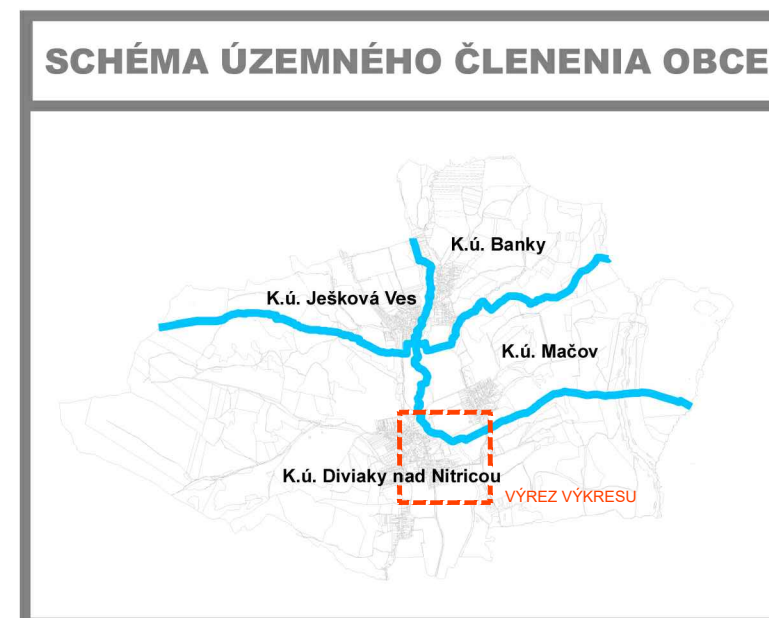 SCHÉMA ÚZEMNÉHO ČLENENIA OBCE
K.ú. Banky
K.ú. Ješková Ves
K.ú. Mačov
K.ú. Diviaky nad Nitricou
VÝREZ VÝKRESU